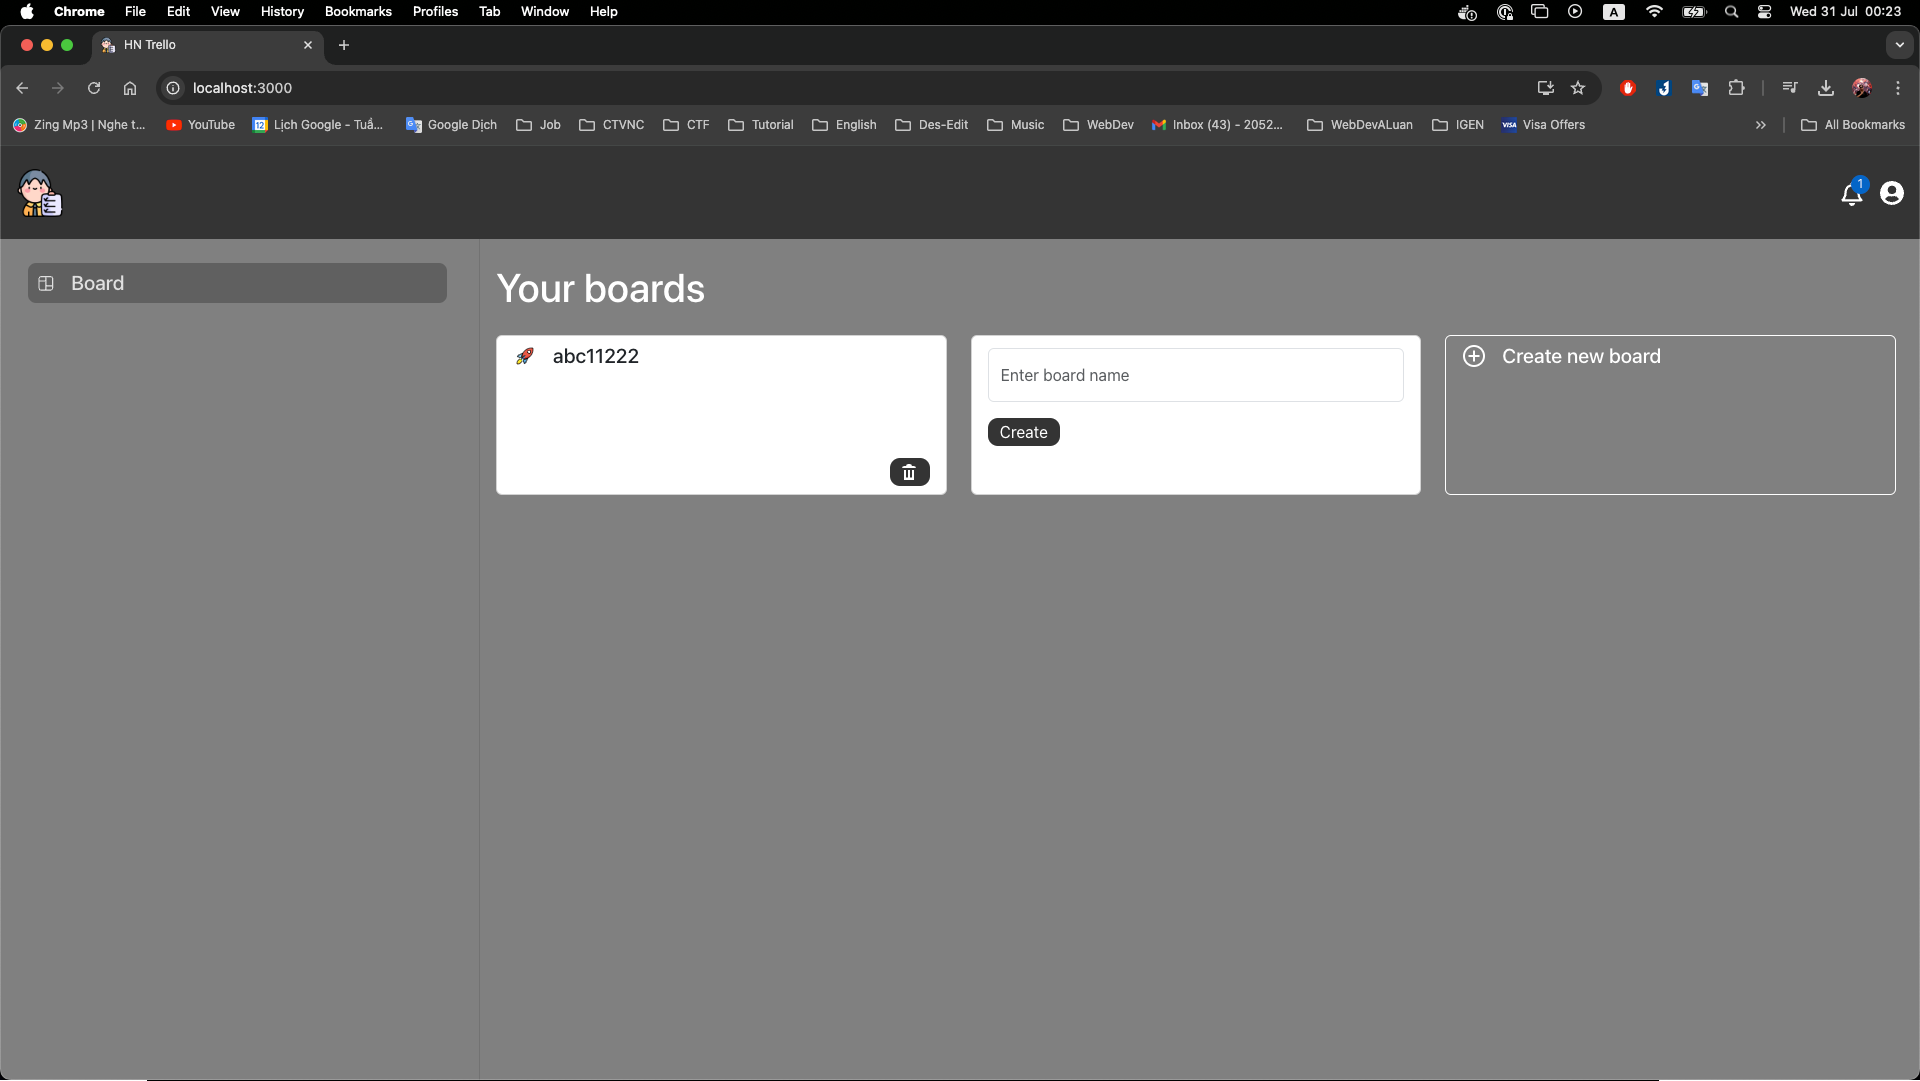 Chrome File Edit View History Bookmarks Profiles Tab Window Help A Wed 31 Jul 00:23
HN Trello
localhost:3000
Zing Mp3 | Nghe t... YouTube 12 Lịch Google - Tuầ... Google Dịch Job CTVNC CTF Tutorial English Des-Edit Music WebDev Inbox (43) - 2052... WebDevALuan IGEN VISA Visa Offers All Bookmarks
1
Board
Your boards
abc11222
Enter board name
Create
Create new board